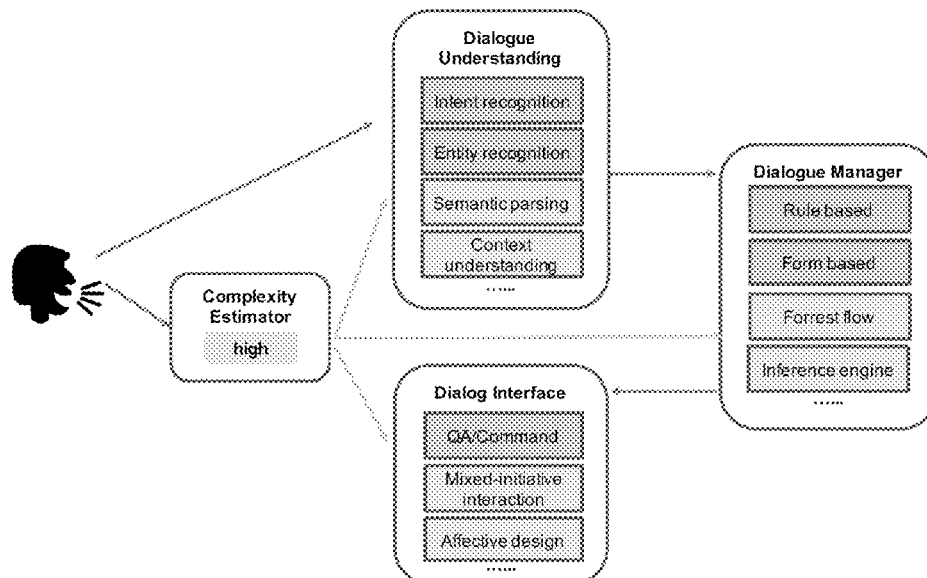 Dialogue
Understanding
Intent recognition
Entity recognition
Semantic parsing
Context
understanding
......
Complexity
Estimator
high
Dialogue Manager
Rule based
Form based
Forrest flow
Inference engine
......
Dialog Interface
QA/Command
Mixed-initiative
interaction
Affective design
......